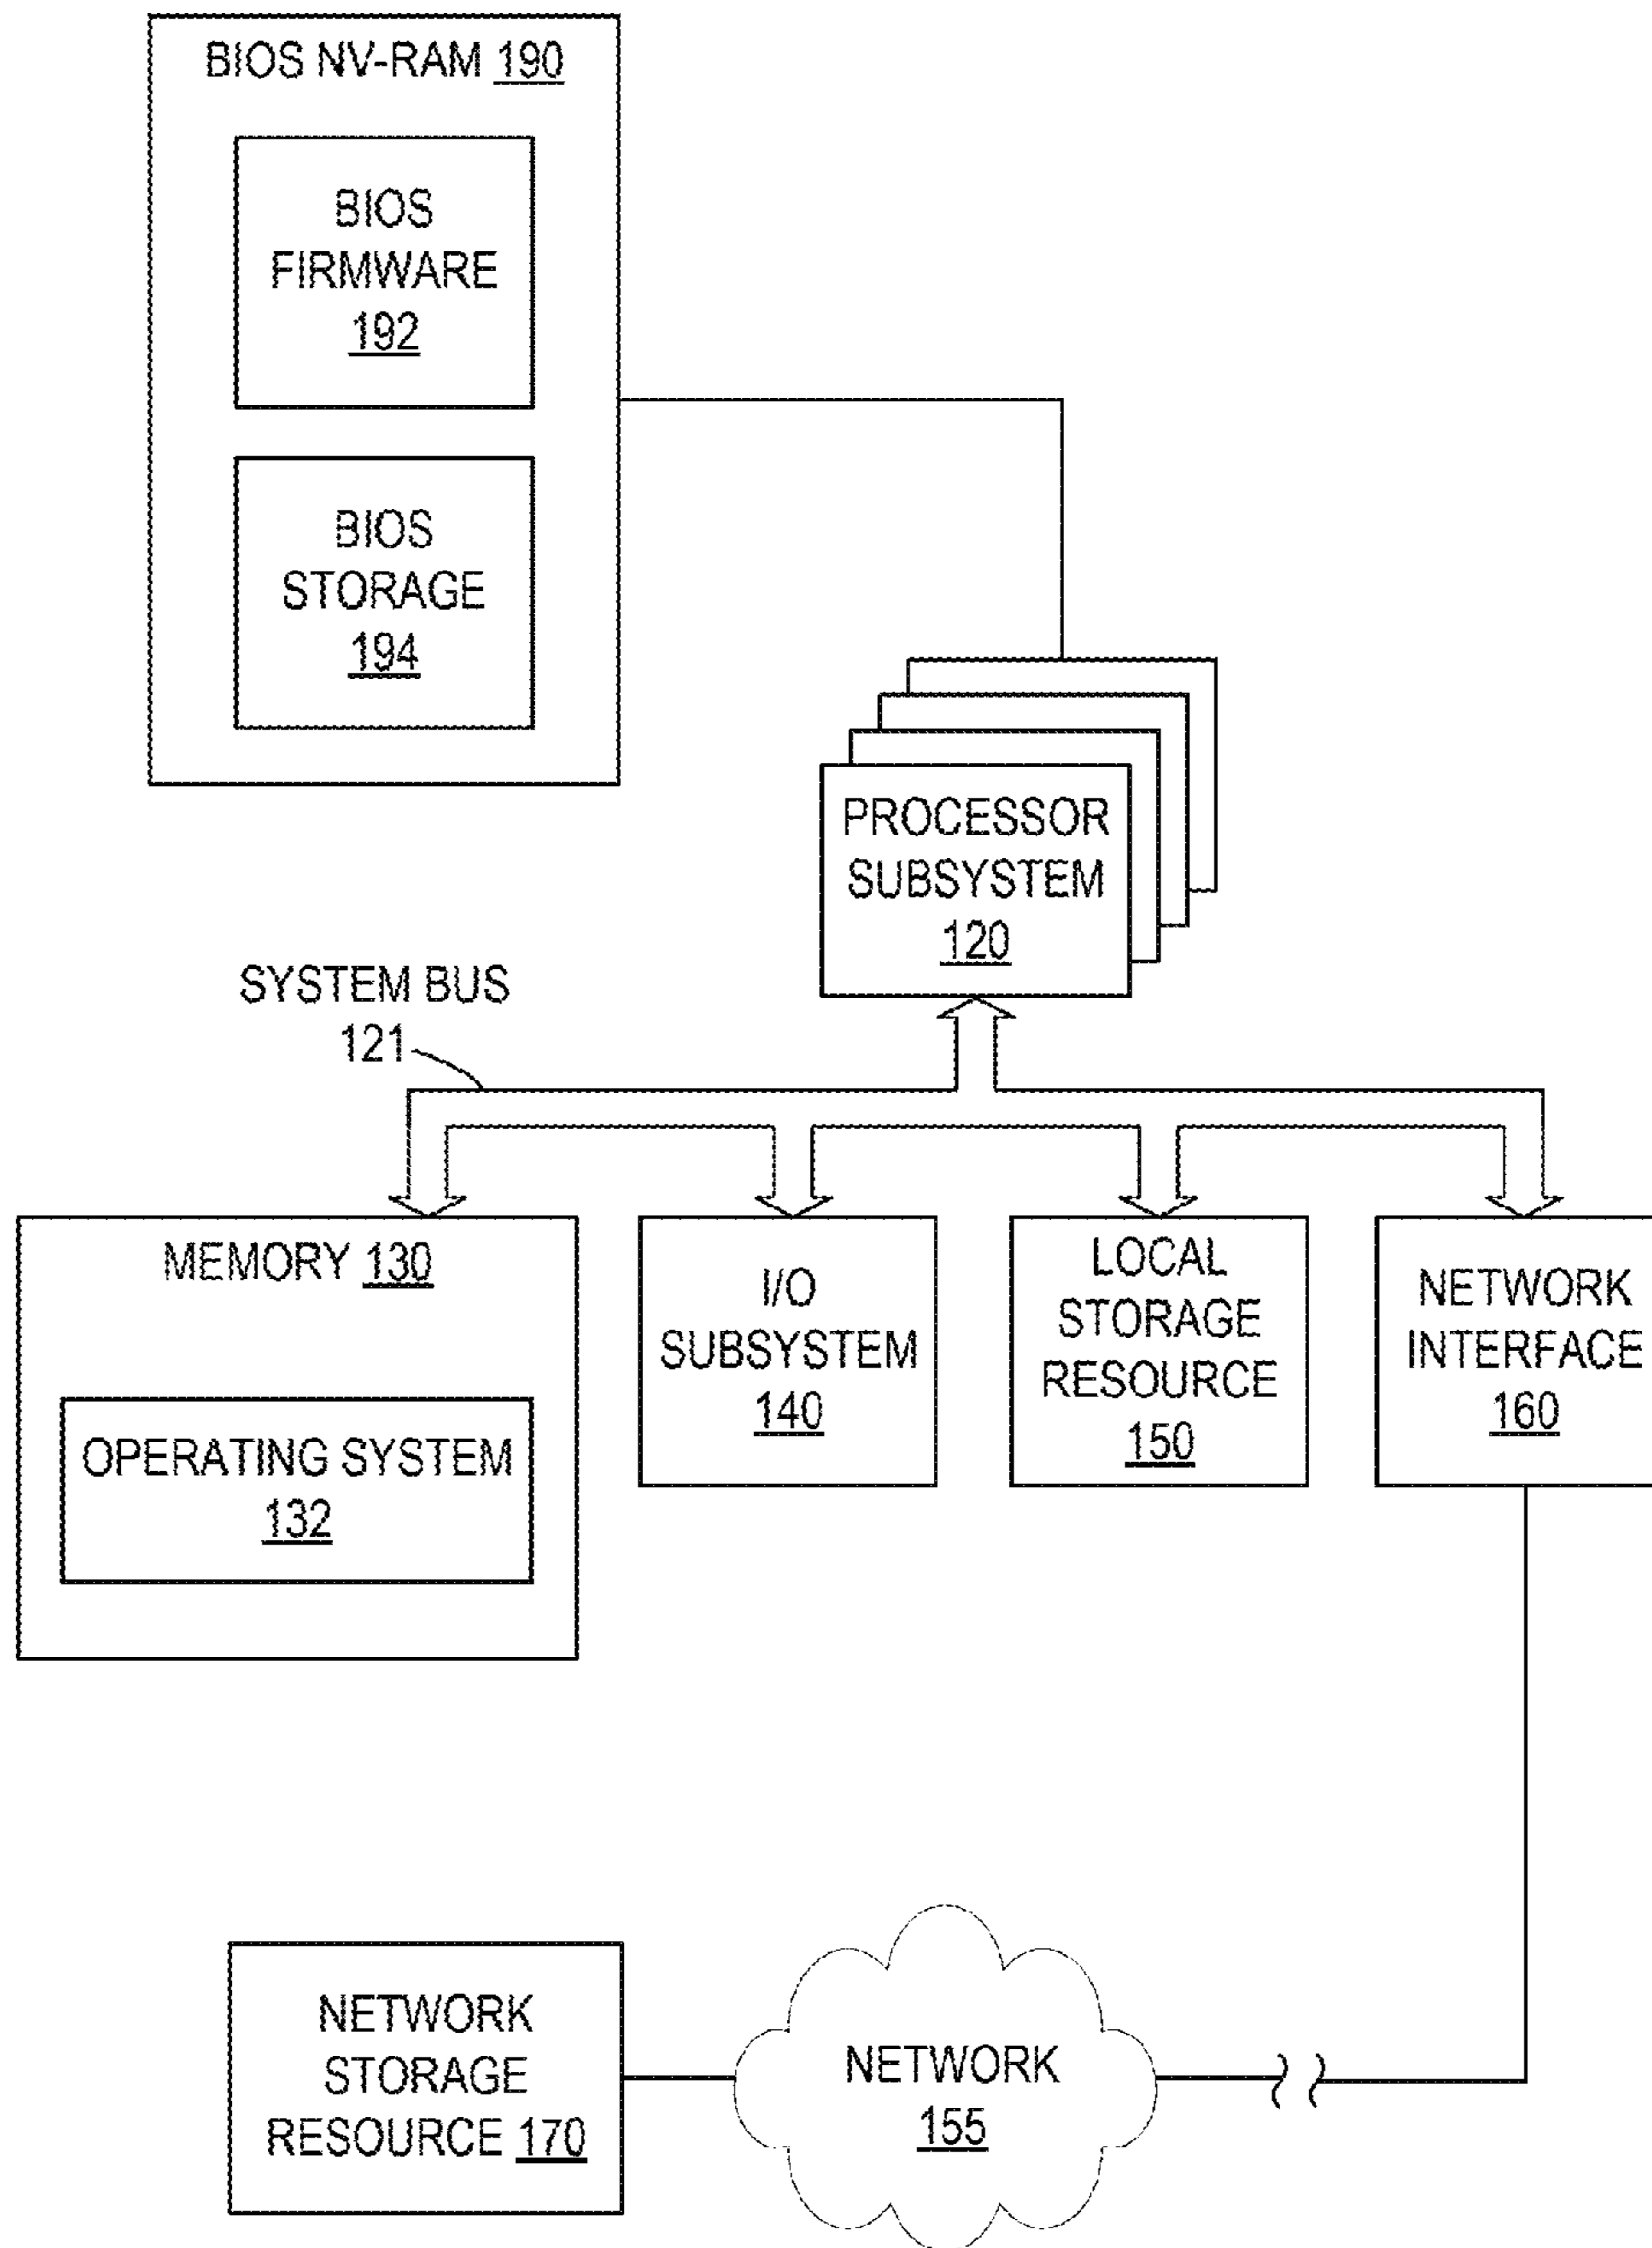 BIOS NV-RAM 190
BIOS
FIRMWARE
192
BIOS
STORAGE
194
PROCESSOR
SUBSYSTEM
120
SYSTEM BUS
121
MEMORY 130
OPERATING SYSTEM
132
I/O
SUBSYSTEM
140
LOCAL
STORAGE
RESOURCE
150
NETWORK
INTERFACE
160
NETWORK
STORAGE
RESOURCE 170
NETWORK
155